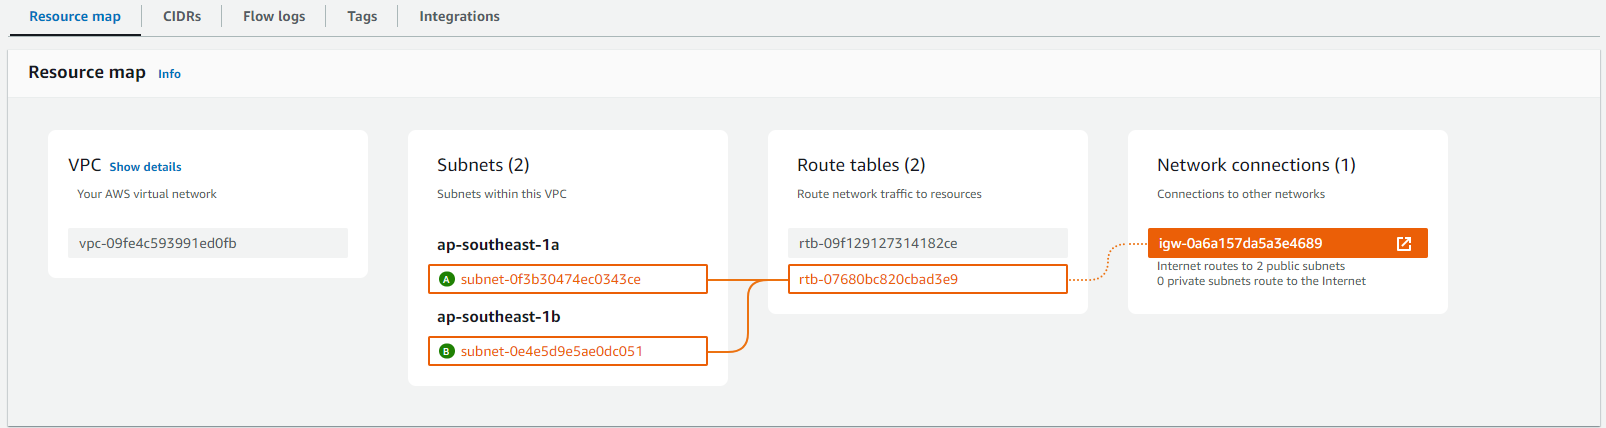 Resource map
CIDRs
Flow logs
Tags
Integrations
Resource map Info
VPC Show details
Your AWS virtual network
vpc-09fe4c593991ed0fb
Subnets (2)
Subnets within this VPC
ap-southeast-1a
A subnet-0f3b30474ec0343ce
ap-southeast-1b
B subnet-0e4e5d9e5ae0dc051
Route tables (2)
Route network traffic to resources
rtb-09f129127314182ce
rtb-07680bc820cbad3e9
Network connections (1)
Connections to other networks
igw-0a6a157da5a3e4689
Internet routes to 2 public subnets
0 private subnets route to the Internet